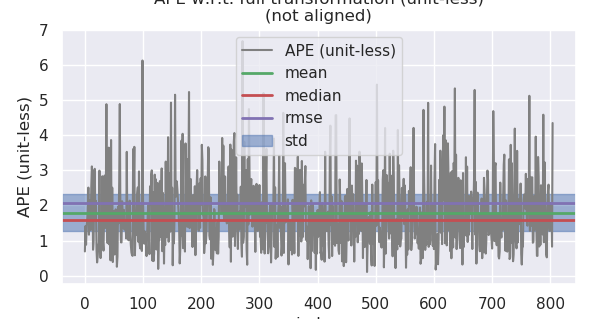 APE w.r.t. full transformation (unit-less)
(not aligned)
APE (unit-less)
7
6
5
4
3
2
1
0
APE (unit-less)
mean
median
rmse
std
0 100 200 300 400 500 600 700 800